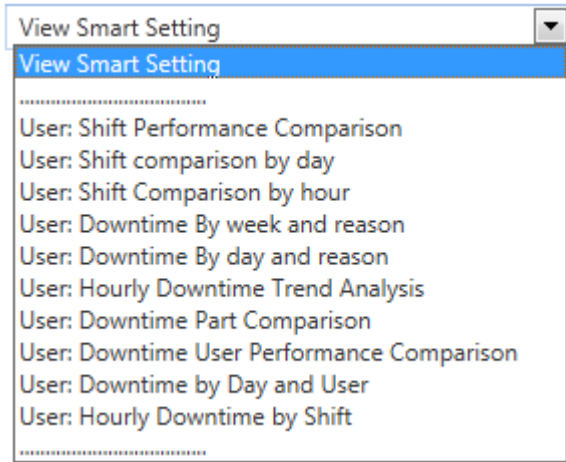 View Smart Setting
View Smart Setting
....................................
User: Shift Performance Comparison
User: Shift comparison by day
User: Shift Comparison by hour
User: Downtime By week and reason
User: Downtime By day and reason
User: Hourly Downtime Trend Analysis
User: Downtime Part Comparison
User: Downtime User Performance Comparison
User: Downtime by Day and User
User: Hourly Downtime by Shift
....................................